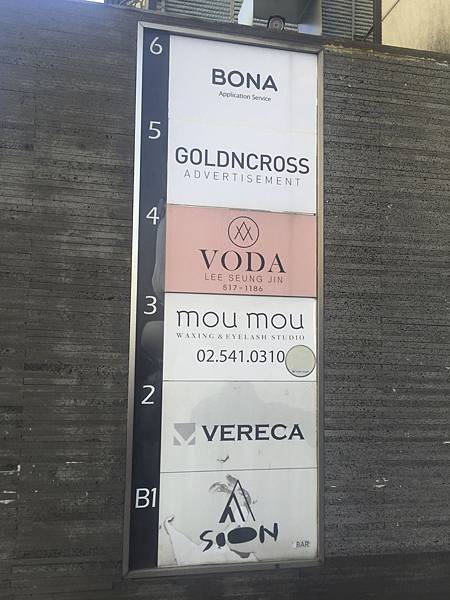 6
BONA
Application Service
5
GOLDNCROSS
ADVERTISEMENT
4
VODA
LEE SEUNG JIN
517-1186
3
mou mou
WAXING & EYELASH STUDIO
02.541.0310
2
VERECA
B1
SION
BAR